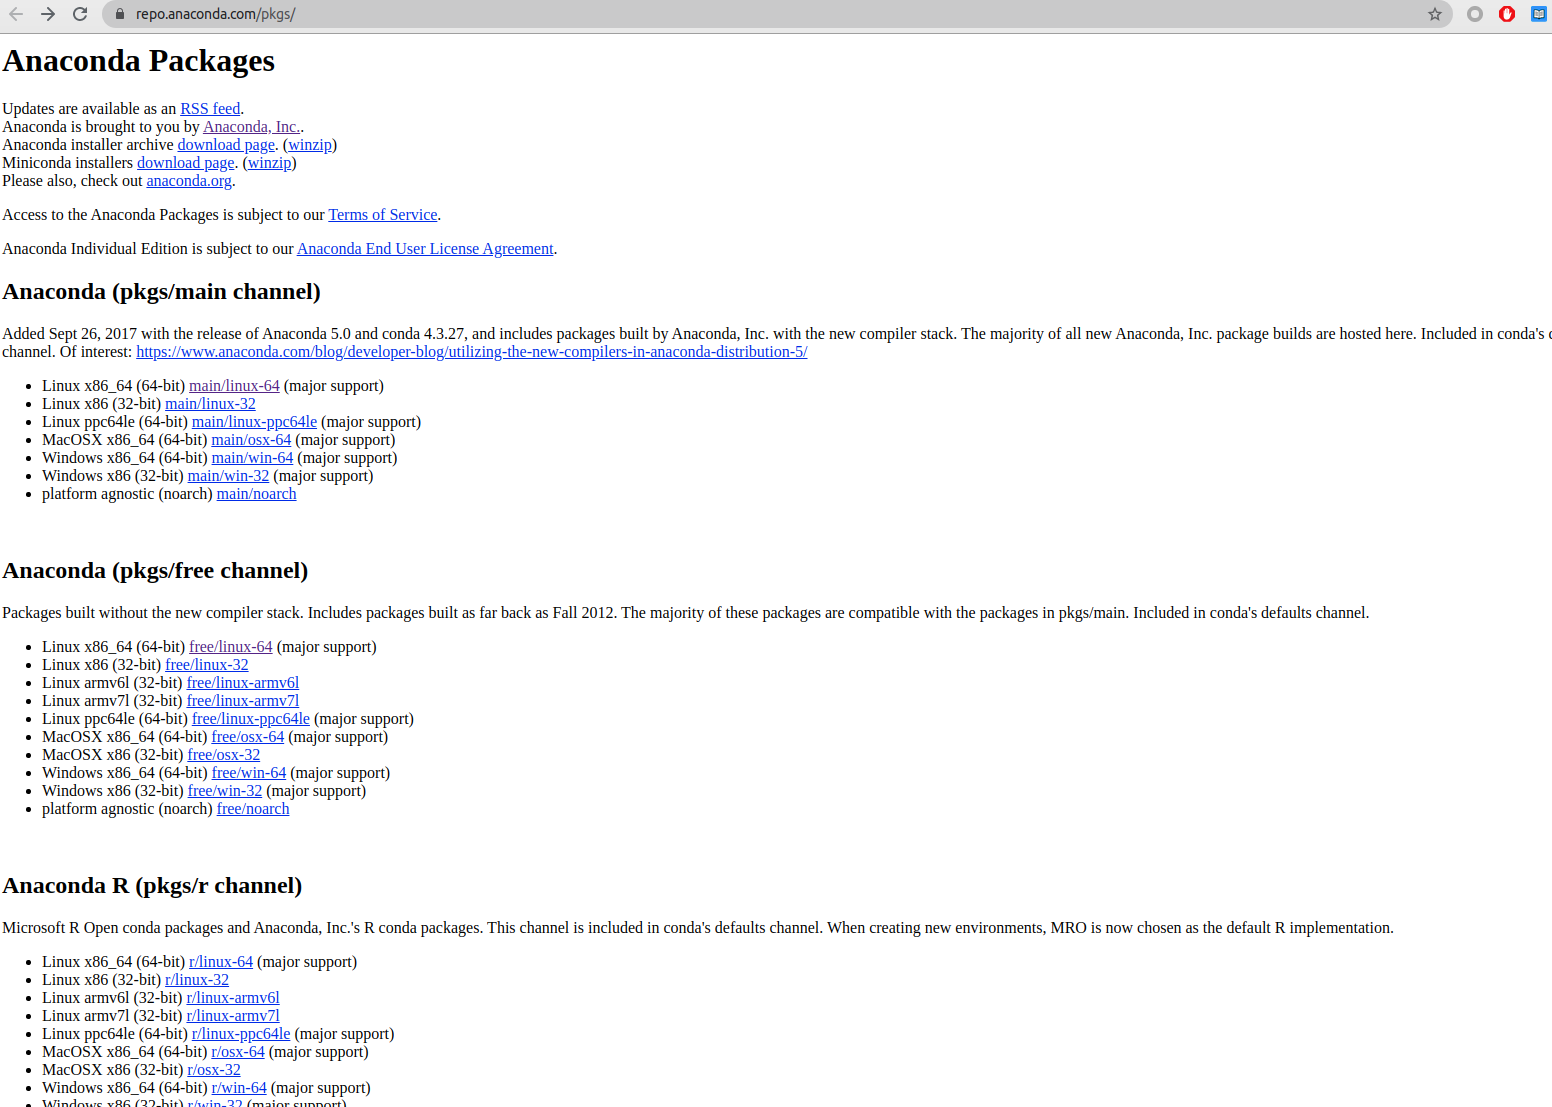 repo.anaconda.com/pkgs/
Anaconda Packages
Updates are available as an RSS feed.
Anaconda is brought to you by Anaconda, Inc..
Anaconda installer archive download page. (winzip)
Miniconda installers download page. (winzip)
Please also, check out anaconda.org.
Access to the Anaconda Packages is subject to our Terms of Service.
Anaconda Individual Edition is subject to our Anaconda End User License Agreement.
Anaconda (pkgs/main channel)
Added Sept 26, 2017 with the release of Anaconda 5.0 and conda 4.3.27, and includes packages built by Anaconda, Inc. with the new compiler stack. The majority of all new Anaconda, Inc. package builds are hosted here. Included in conda's
channel. Of interest: https://www.anaconda.com/blog/developer-blog/utilizing-the-new-compilers-in-anaconda-distribution-5/
• Linux x86_64 (64-bit) main/linux-64 (major support)
• Linux x86 (32-bit) main/linux-32
• Linux ppc64le (64-bit) main/linux-ppc64le (major support)
• MacOSX x86_64 (64-bit) main/osx-64 (major support)
• Windows x86_64 (64-bit) main/win-64 (major support)
• Windows x86 (32-bit) main/win-32 (major support)
• platform agnostic (noarch) main/noarch
Anaconda (pkgs/free channel)
Packages built without the new compiler stack. Includes packages built as far back as Fall 2012. The majority of these packages are compatible with the packages in pkgs/main. Included in conda's defaults channel.
• Linux x86_64 (64-bit) free/linux-64 (major support)
• Linux x86 (32-bit) free/linux-32
• Linux armv6l (32-bit) free/linux-armv6l
• Linux armv7l (32-bit) free/linux-armv7l
• Linux ppc64le (64-bit) free/linux-ppc64le (major support)
• MacOSX x86_64 (64-bit) free/osx-64 (major support)
• MacOSX x86 (32-bit) free/osx-32
• Windows x86_64 (64-bit) free/win-64 (major support)
• Windows x86 (32-bit) free/win-32 (major support)
• platform agnostic (noarch) free/noarch
Anaconda R (pkgs/r channel)
Microsoft R Open conda packages and Anaconda, Inc.'s R conda packages. This channel is included in conda's defaults channel. When creating new environments, MRO is now chosen as the default R implementation.
• Linux x86_64 (64-bit) r/linux-64 (major support)
• Linux x86 (32-bit) r/linux-32
• Linux armv6l (32-bit) r/linux-armv6l
• Linux armv7l (32-bit) r/linux-armv7l
• Linux ppc64le (64-bit) r/linux-ppc64le (major support)
• MacOSX x86_64 (64-bit) r/osx-64 (major support)
• MacOSX x86 (32-bit) r/osx-32
• Windows x86_64 (64-bit) r/win-64 (major support)
• Windows x86 (32-bit) r/win-32 (major support)